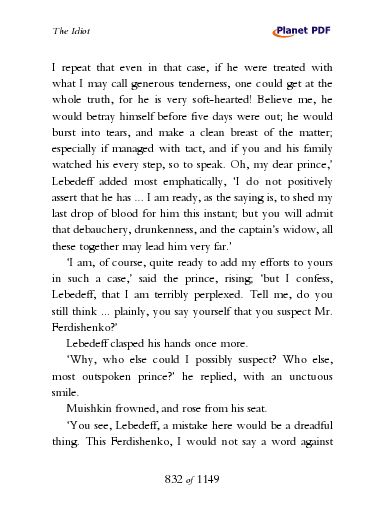 The Idiot
Planet PDF
I repeat that even in that case, if he were treated with
what I may call generous tenderness, one could get at the
whole truth, for he is very soft-hearted! Believe me, he
would betray himself before five days were out; he would
burst into tears, and make a clean breast of the matter;
especially if managed with tact, and if you and his family
watched his every step, so to speak. Oh, my dear prince,’
Lebedeff added most emphatically, ‘I do not positively
assert that he has ... I am ready, as the saying is, to shed my
last drop of blood for him this instant; but you will admit
that debauchery, drunkenness, and the captain’s widow, all
these together may lead him very far.’
‘I am, of course, quite ready to add my efforts to yours
in such a case,’ said the prince, rising; ‘but I confess,
Lebedeff, that I am terribly perplexed. Tell me, do you
still think ... plainly, you say yourself that you suspect Mr.
Ferdishenko?’
Lebedeff clasped his hands once more.
‘Why, who else could I possibly suspect? Who else,
most outspoken prince?’ he replied, with an unctuous
smile.
Muishkin frowned, and rose from his seat.
‘You see, Lebedeff, a mistake here would be a dreadful
thing. This Ferdishenko, I would not say a word against
832 of 1149